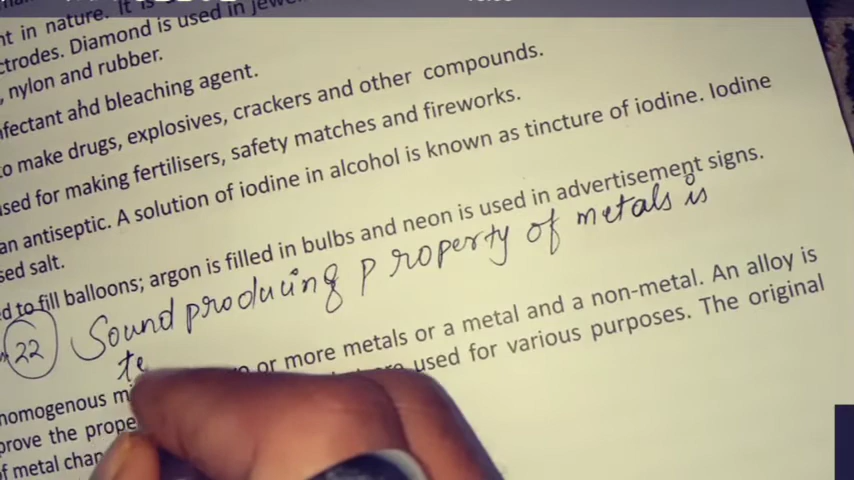 nt in nature. It is
ctrodes. Diamond is used in
, nylon and rubber.
nfectant and bleaching agent.
to make drugs, explosives, crackers and other compounds.
used for making fertilisers, safety matches and fireworks.
an antiseptic. A solution of iodine in alcohol is known as tincture of iodine. Iodine
sed salt.
d to fill balloons; argon is filled in bulbs and neon is used in advertisement signs.
22 Sound producing property of metals is
te
or more metals or a metal and a non-metal. An alloy is
homogenous
used for various purposes. The original
prove the prope
of metal chan